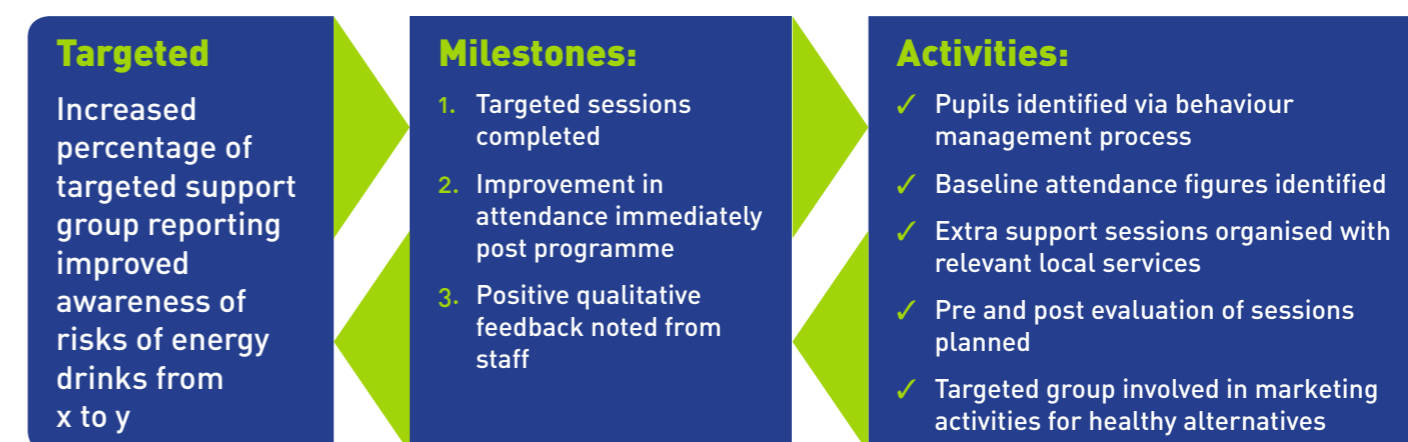 Targeted
Increased
percentage of
targeted support
group reporting
improved
awareness of
risks of energy
drinks from
x to y
Milestones:
1. Targeted sessions
completed
2. Improvement in
attendance immediately
post programme
3. Positive qualitative
feedback noted from
staff
Activities:
✓ Pupils identified via behaviour
management process
✓ Baseline attendance figures identified
✓ Extra support sessions organised with
relevant local services
✓ Pre and post evaluation of sessions
planned
✓ Targeted group involved in marketing
activities for healthy alternatives